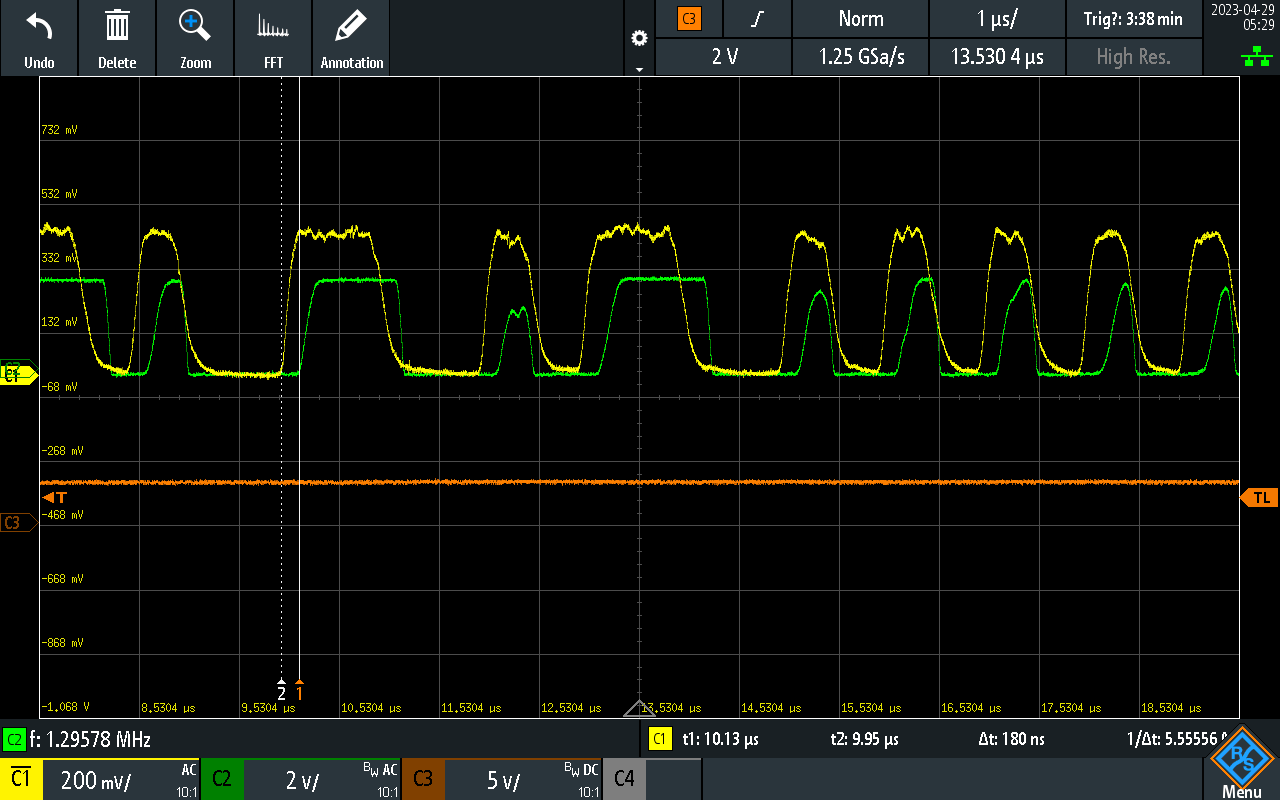 Undo
Delete
Zoom
FFT
Annotation
C3
Norm
1 µs/
Trig?: 3:38 min
2023-04-29
05:29
2 V
1.25 GSa/s
13.530 4 µs
High Res.
732 mV
532 mV
332 mV
132 mV
C1
-68 mV
-268 mV
T
TL
-468 mV
C3
-668 mV
-868 mV
2
1
-1,068 V
8,5304 µs
9,5304 µs
10,5304 µs
11,5304 µs
12,5304 µs
13,5304 µs
14,5304 µs
15,5304 µs
16,5304 µs
17,5304 µs
18,5304 µs
C2
f: 1.29578 MHz
C1
t1: 10.13 µs
t2: 9.95 µs
Δt: 180 ns
1/Δt: 5.55556
C1
200 mV/
AC
10:1
C2
2 V/
BW AC
10:1
C3
5 V/
BW DC
10:1
C4
R S
Menu